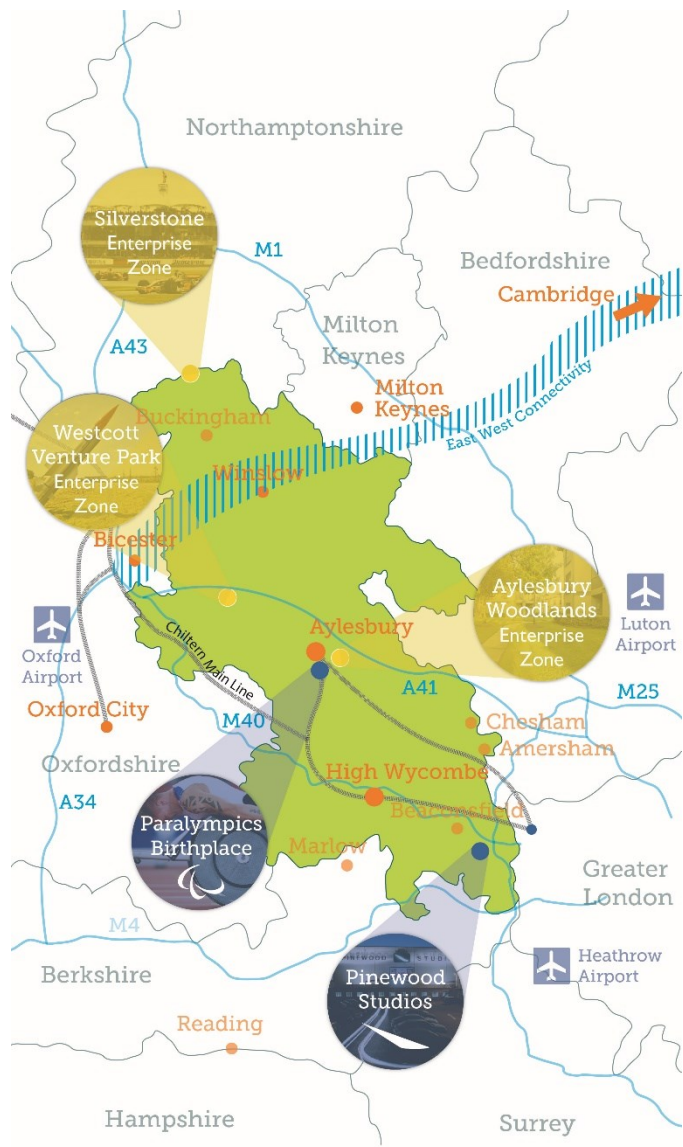 Northamptonshire
Silverstone
Enterprise
Zone
M1
Bedfordshire
Cambridge
A43
Milton
Keynes
Milton
Keynes
East West Connectivity
Buckingham
Westcott
Venture Park
Enterprise
Zone
Winslow
Bicester
Aylesbury
Woodlands
Enterprise
Zone
Luton
Airport
Oxford
Airport
Chiltern Main Line
Aylesbury
A41
M25
Oxford City
M40
Chesham
Amersham
Oxfordshire
High Wycombe
A34
Paralympics
Birthplace
Beaconsfield
Marlow
Greater
London
M4
Berkshire
Heathrow
Airport
Pinewood
Studios
Reading
Hampshire
Surrey